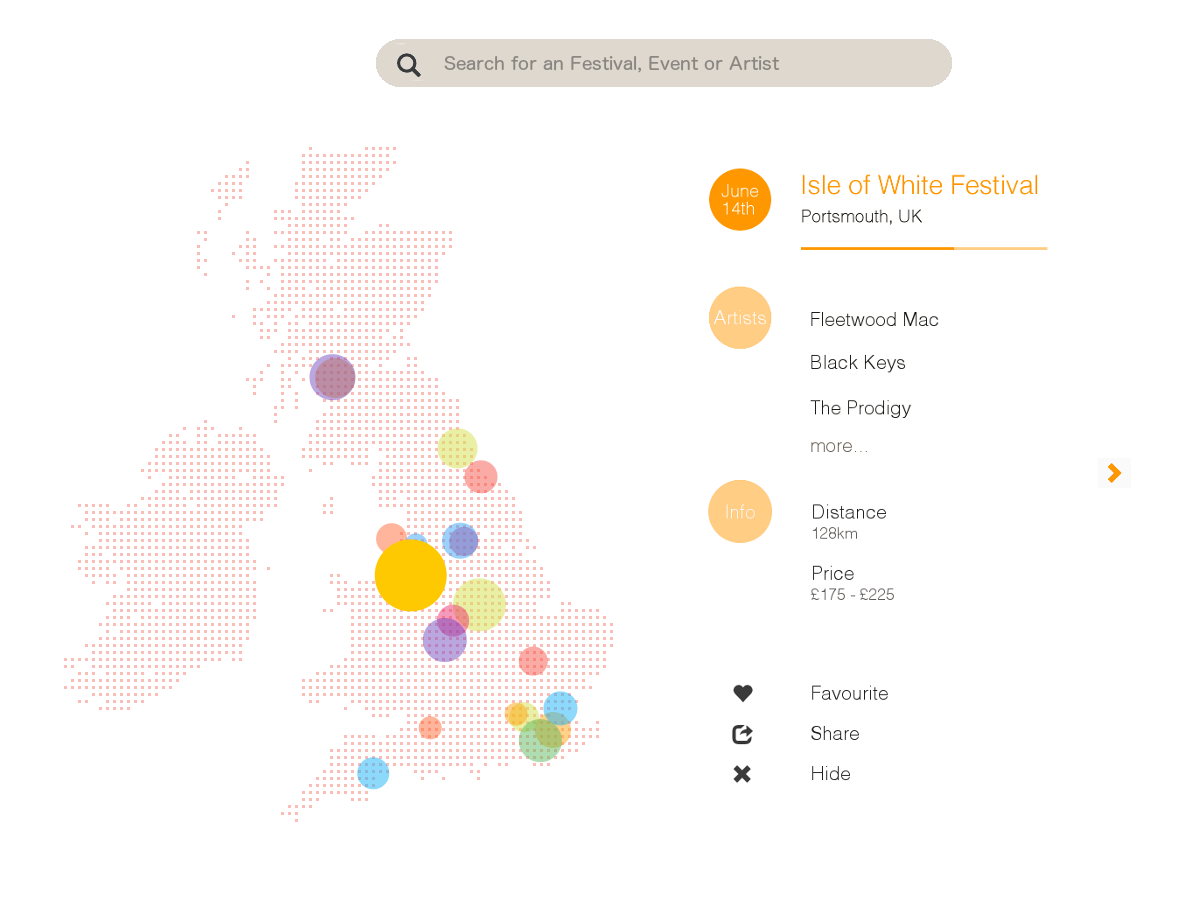 Search for an Festival, Event or Artist
June
14th
Isle of White Festival
Portsmouth, UK
Artists
Fleetwood Mac
Black Keys
The Prodigy
more...
Info
Distance
128km
Price
£175 - £225
Favourite
Share
Hide